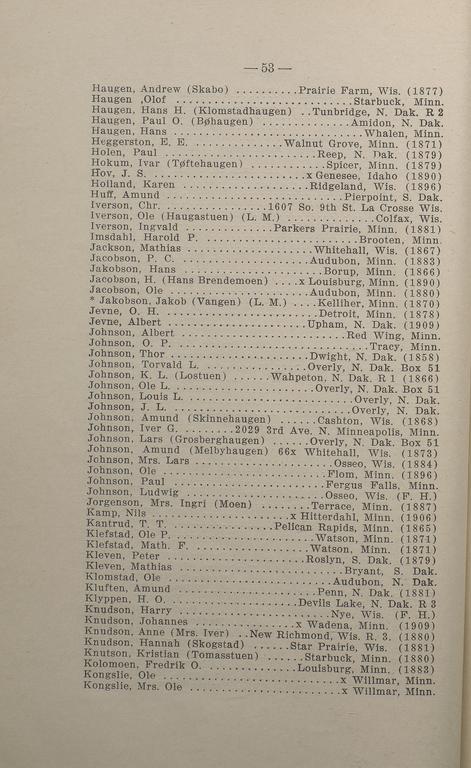 — 53 —
Haugen, Andrew (Skabo) ..........Prairie Farm, Wis. (1877)
Haugen ,Olof ............................Starbuck, Minn.
Haugen, Hans H. (Klomstadhaugen) ..Tunbridge, N. Dak. R 2
Haugen, Paul O. (Bøhaugen) ..............Amidon, N. Dak.
Haugen, Hans ..............................Whalen, Minn.
Heggerston, E. E. ..............Walnut Grove, Minn. (1871)
Holen, Paul .........................Reep, N. Dak. (1879)
Hokum, Ivar (Tøftehaugen) ............Spicer, Minn. (1879)
Hov, J. S. ........................x Genesee, Idaho (1890)
Hoiland, Karen .....................Ridgeland, Wis. (1896)
Huff, Amund ............................Pierpoint, S. Dak.
Iverson, Chr. .................1607 So. 9th St. La Crosse Wis.
Iverson, Ole (Haugastuen) (L. M.) ...............Colfax, Wis.
Iverson, Ingvald ...............Parkers Prairie, Minn. (1881)
Imsdahl, Harold P. .........................Brooten, Minn.
Jackson, Mathias .....................Whitehall, Wis. (1867)
Jacobson, P. C. .....................Audubon, Minn. (1883)
Jakobson, Hans .......................Borup, Minn. (1866)
Jacobson, H. (Hans Brendemoen) ....x Louisburg, Minn. (1890)
Jacobson, Ole .......................Audubon, Minn. (1880)
* Jakobson, Jakob (Vangen) (L. M.) ....Kelliher, Minn. (1870)
Jevne, O. H. .........................Detroit, Minn. (1878)
Jevne, Albert .......................Upham, N. Dak. (1909)
Johnson, Albert ..........................Red Wing, Minn.
Johnson, O. P. ..............................Tracy, Minn.
Johnson, Thor ......................Dwight, N. Dak. (1858)
Johnson, Torvald L. .................Overly, N. Dak. Box 51
Johnson, K. L. (Lostuen) ......Wahpeton, N. Dak. R 1 (1866)
Johnson, Ole L. .......................Overly, N. Dak. Box 51
Johnson, Louis L. ..........................Overly, N. Dak.
Johnson, J. L. ............................Overly, N. Dak.
Johnson, Amund (Skinnehaugen) ......Cashton, Wis. (1868)
Johnson, Iver G. .........2029 3rd Ave. N. Minneapolis, Minn.
Johnson, Lars (Grosberghaugen) ......Overly, N. Dak. Box 51
Johnson, Amund (Melbyhaugen) 66x Whitehall, Wis. (1873)
Johnson, Mrs. Lars .......................Osseo, Wis. (1884)
Johnson, Ole .........................Flom, Minn. (1896)
Johnson, Paul .........................Fergus Falls, Minn.
Johnson, Ludwig .......................Osseo, Wis. (F. H.)
Jorgenson, Mrs. Ingri (Moen) .........Terrace, Minn. (1887)
Kamp, Nils .......................x Hitterdahl, Minn. (1906)
Kantrud, T. T. ..................Pelican Rapids, Minn. (1865)
Klefstad, Ole P. .......................Watson, Minn. (1871)
Klefstad, Math. F. ....................Watson, Minn. (1871)
Kleven, Peter ........................Roslyn, S. Dak. (1879)
Kleven, Mathias ...........................Bryant, S. Dak.
Klomstad, Ole ..........................Audubon, N. Dak.
Kluften, Amund .......................Penn, N. Dak. (1881)
Klyppen, H. O. .....................Devils Lake, N. Dak. R 3
Knudson, Harry .........................Nye, Wis. (F. H.)
Knudson, Johannes ..................x Wadena, Minn. (1909)
Knudson, Anne (Mrs. Iver) ..New Richmond, Wis. R. 3. (1880)
Knudson, Hannah (Skogstad) ......Star Prairie, Wis. (1881)
Knutson, Kristian (Tomasstuen) ......Starbuck, Minn. (1880)
Kolomoen, Fredrik O. ...............Louisburg, Minn. (1883)
Kongslie, Ole ............................x Willmar, Minn.
Kongslie, Mrs. Ole ........................x Willmar, Minn.